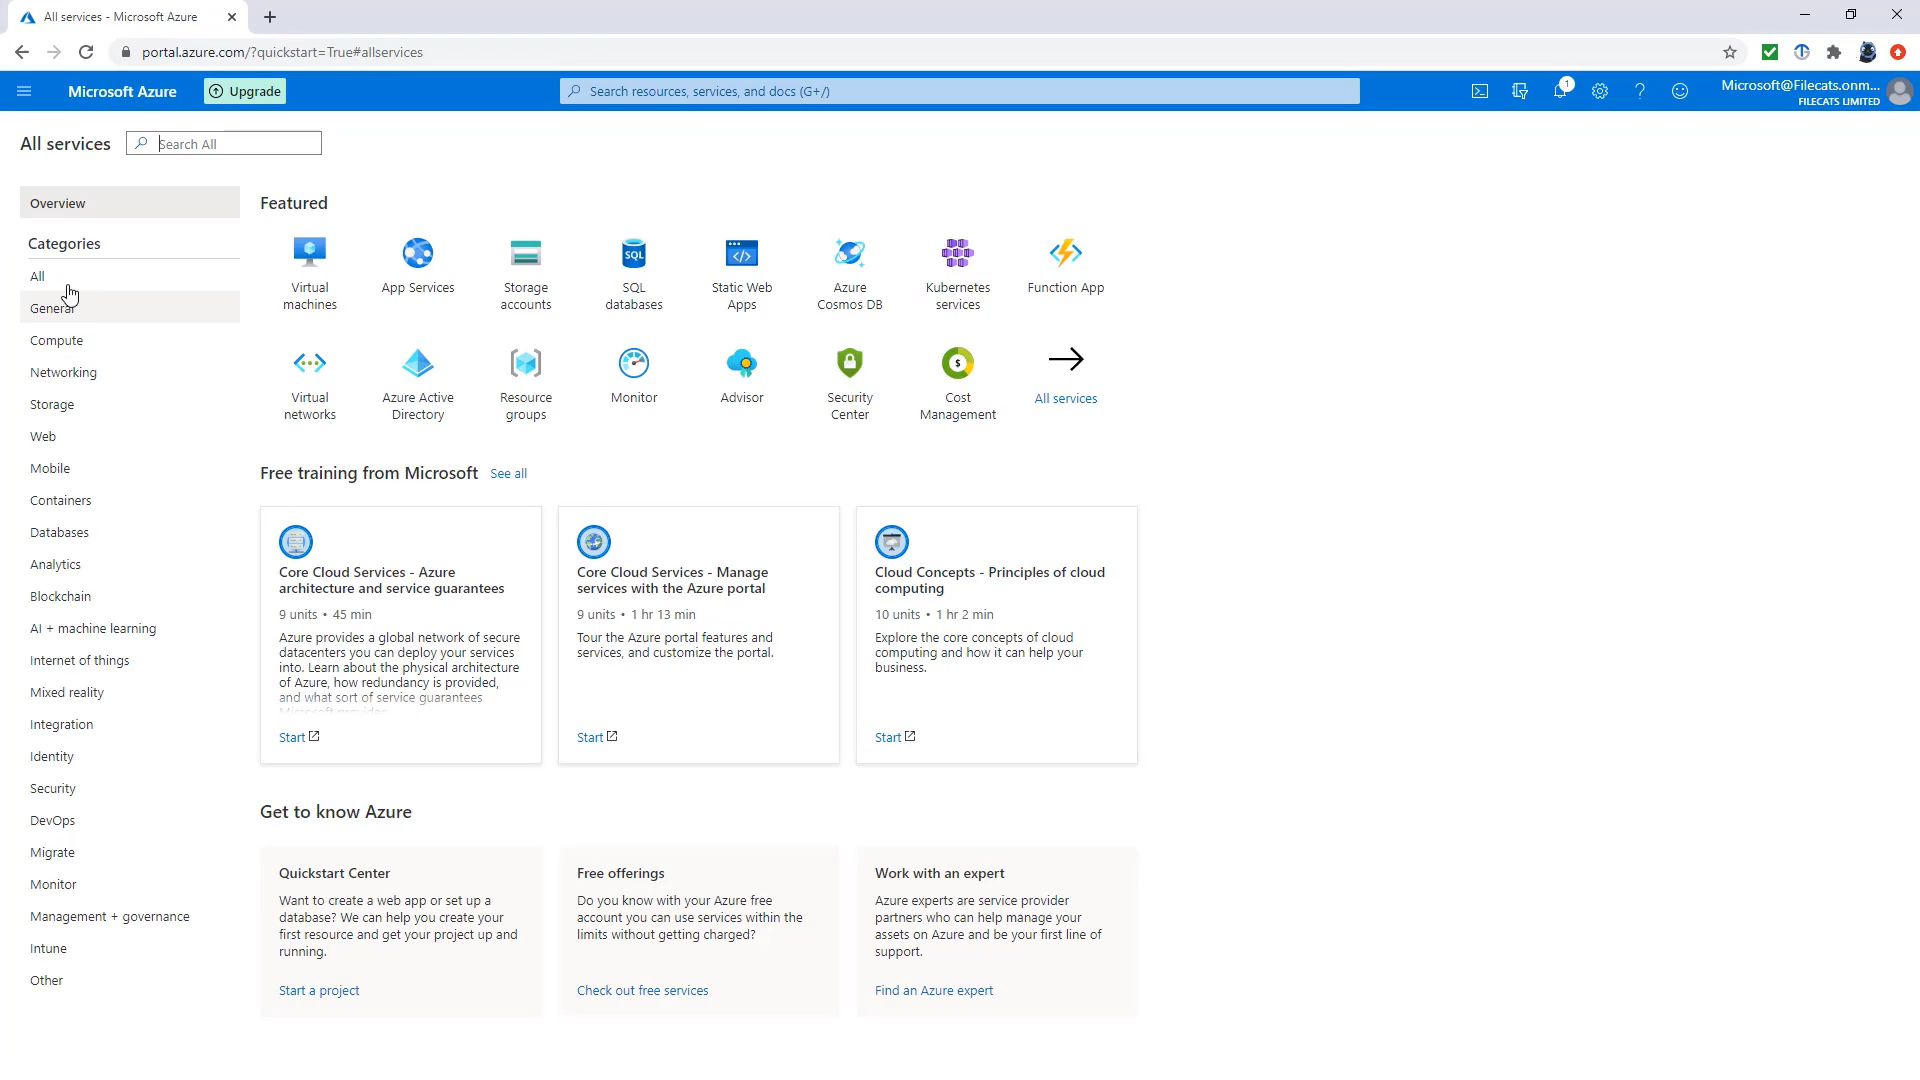 All services - Microsoft Azure
portal.azure.com/?quickstart=True#allservices
Microsoft Azure
Upgrade
Search resources, services, and docs (G+/)
1
Microsoft@Filecats.onm...
FILECATS LIMITED
All services
Search All
Overview
Categories
All
General
Compute
Networking
Storage
Web
Mobile
Containers
Databases
Analytics
Blockchain
AI + machine learning
Internet of things
Mixed reality
Integration
Identity
Security
DevOps
Migrate
Monitor
Management + governance
Intune
Other
Featured
Virtual
machines
App Services
Storage
accounts
SQL
SQL
databases
Static Web
Apps
Azure
Cosmos DB
Kubernetes
services
Function App
Virtual
networks
Azure Active
Directory
Resource
groups
Monitor
Advisor
Security
Center
$
Cost
Management
All services
Free training from Microsoft See all
Core Cloud Services - Azure
architecture and service guarantees
9 units • 45 min
Azure provides a global network of secure
datacenters you can deploy your services
into. Learn about the physical architecture
of Azure, how redundancy is provided,
and what sort of service guarantees
Microsoft provides
Start
Core Cloud Services - Manage
services with the Azure portal
9 units • 1 hr 13 min
Tour the Azure portal features and
services, and customize the portal.
Start
Cloud Concepts - Principles of cloud
computing
10 units • 1 hr 2 min
Explore the core concepts of cloud
computing and how it can help your
business.
Start
Get to know Azure
Quickstart Center
Want to create a web app or set up a
database? We can help you create your
first resource and get your project up and
running.
Start a project
Free offerings
Do you know with your Azure free
account you can use services within the
limits without getting charged?
Check out free services
Work with an expert
Azure experts are service provider
partners who can help manage your
assets on Azure and be your first line of
support.
Find an Azure expert